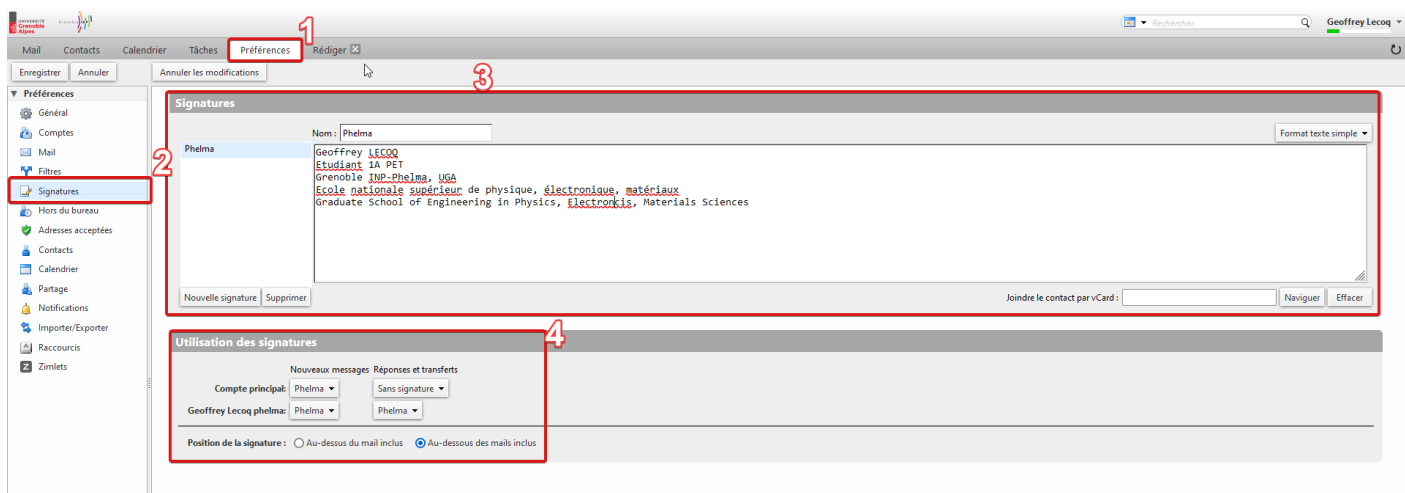 UNIVERSITÉ
Grenoble
Alpes
Rechercher
Geoffrey Lecoq
1
Mail Contacts Calendrier Tâches Préférences Rédiger
Enregistrer Annuler Annuler les modifications
3
Préférences
Général
Comptes
Mail
Filtres
Signatures
Hors du bureau
Adresses acceptées
Contacts
Calendrier
Partage
Notifications
Importer/Exporter
Raccourcis
Z Zimlets
2
Signatures
Nom : Phelma
Format texte simple
Phelma
Geoffrey LECOQ
Etudiant 1A PET
Grenoble INP-Phelma, UGA
Ecole nationale supérieur de physique, électronique, matériaux
Graduate School of Engineering in Physics, Electroncis, Materials Sciences
Nouvelle signature Supprimer
Joindre le contact par vCard : Naviguer Effacer
4
Utilisation des signatures
Nouveaux messages Réponses et transferts
Compte principal: Phelma Sans signature
Geoffrey Lecoq phelma: Phelma Phelma
Position de la signature : Au-dessus du mail inclus Au-dessous des mails inclus